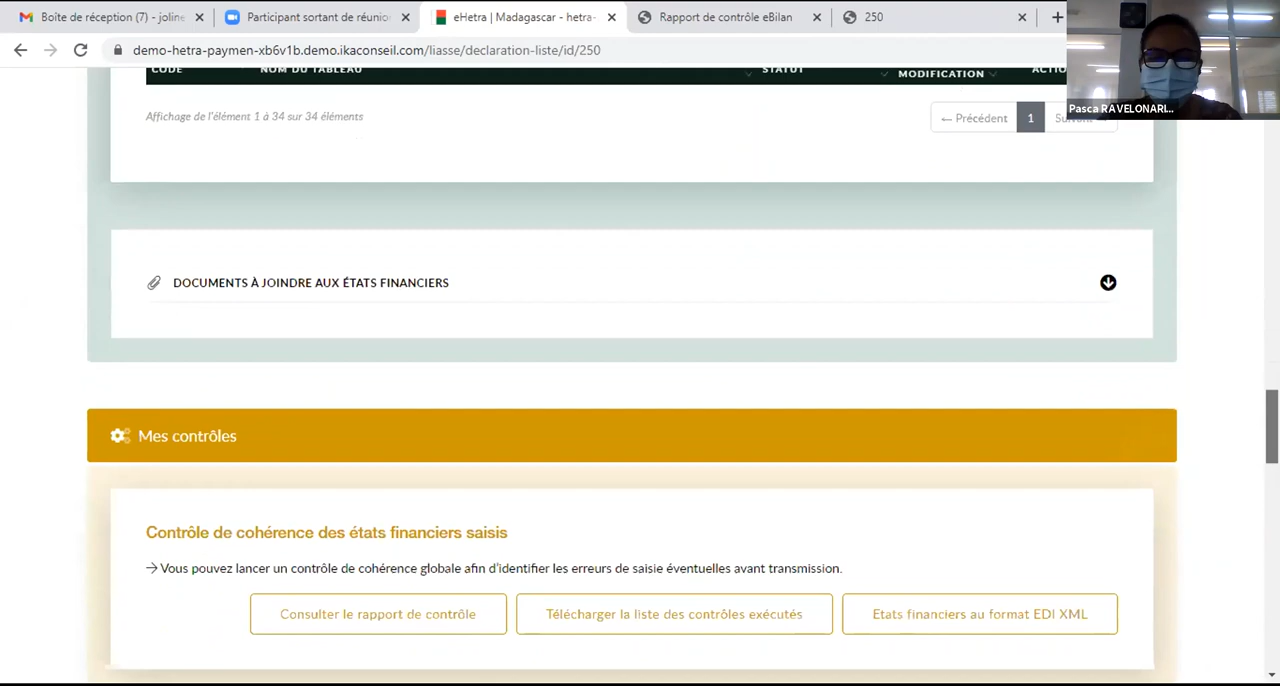 Boîte de réception (7) - joline
Participant sortant de réunio
eHetra | Madagascar - hetra-
Rapport de contrôle eBilan
250
demo-hetra-paymen-xb6v1b.demo.ikaconseil.com/liasse/declaration-liste/id/250
Pasca RAVELONARI...
CODE
NOM DU TABLEAU
STATUT
MODIFICATION
ACTIO
Affichage de l'élément 1 à 34 sur 34 éléments
← Précédent
1
DOCUMENTS À JOINDRE AUX ÉTATS FINANCIERS
Mes contrôles
Contrôle de cohérence des états financiers saisis
→ Vous pouvez lancer un contrôle de cohérence globale afin d'identifier les erreurs de saisie éventuelles avant transmission.
Consulter le rapport de contrôle
Télécharger la liste des contrôles exécutés
Etats financiers au format EDI XML